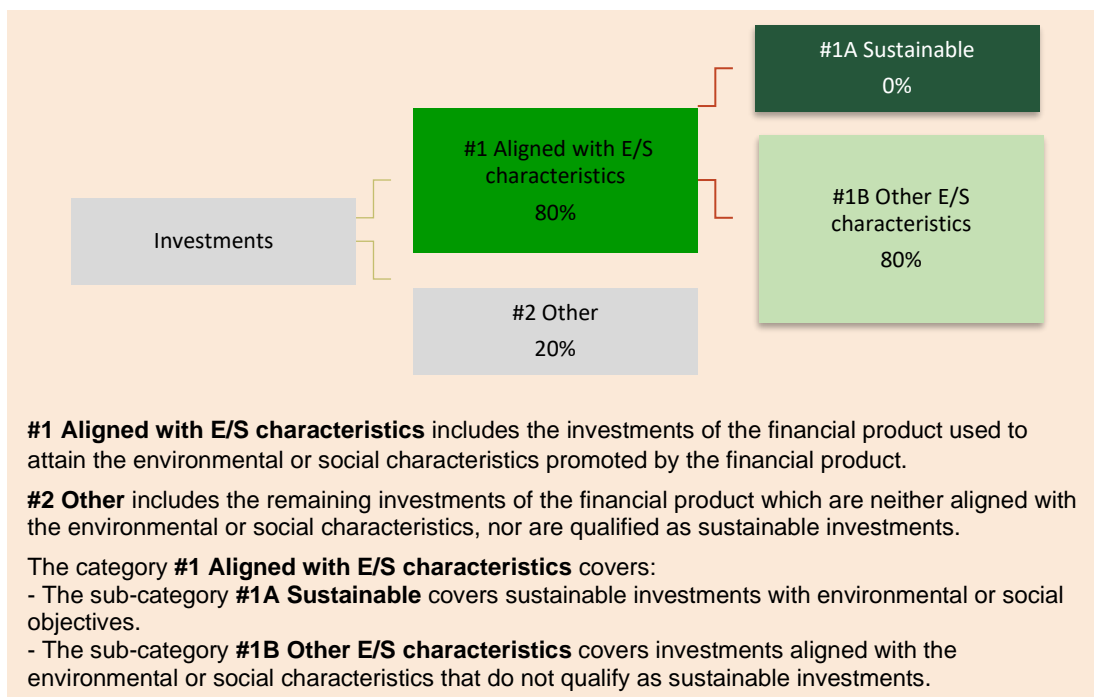 #1A Sustainable
0%
#1 Aligned with E/S
characteristics
80%
#1B Other E/S
characteristics
80%
Investments
#2 Other
20%
#1 Aligned with E/S characteristics includes the investments of the financial product used to
attain the environmental or social characteristics promoted by the financial product.
#2 Other includes the remaining investments of the financial product which are neither aligned with
the environmental or social characteristics, nor are qualified as sustainable investments.
The category #1 Aligned with E/S characteristics covers:
- The sub-category #1A Sustainable covers sustainable investments with environmental or social
objectives.
- The sub-category #1B Other E/S characteristics covers investments aligned with the
environmental or social characteristics that do not qualify as sustainable investments.